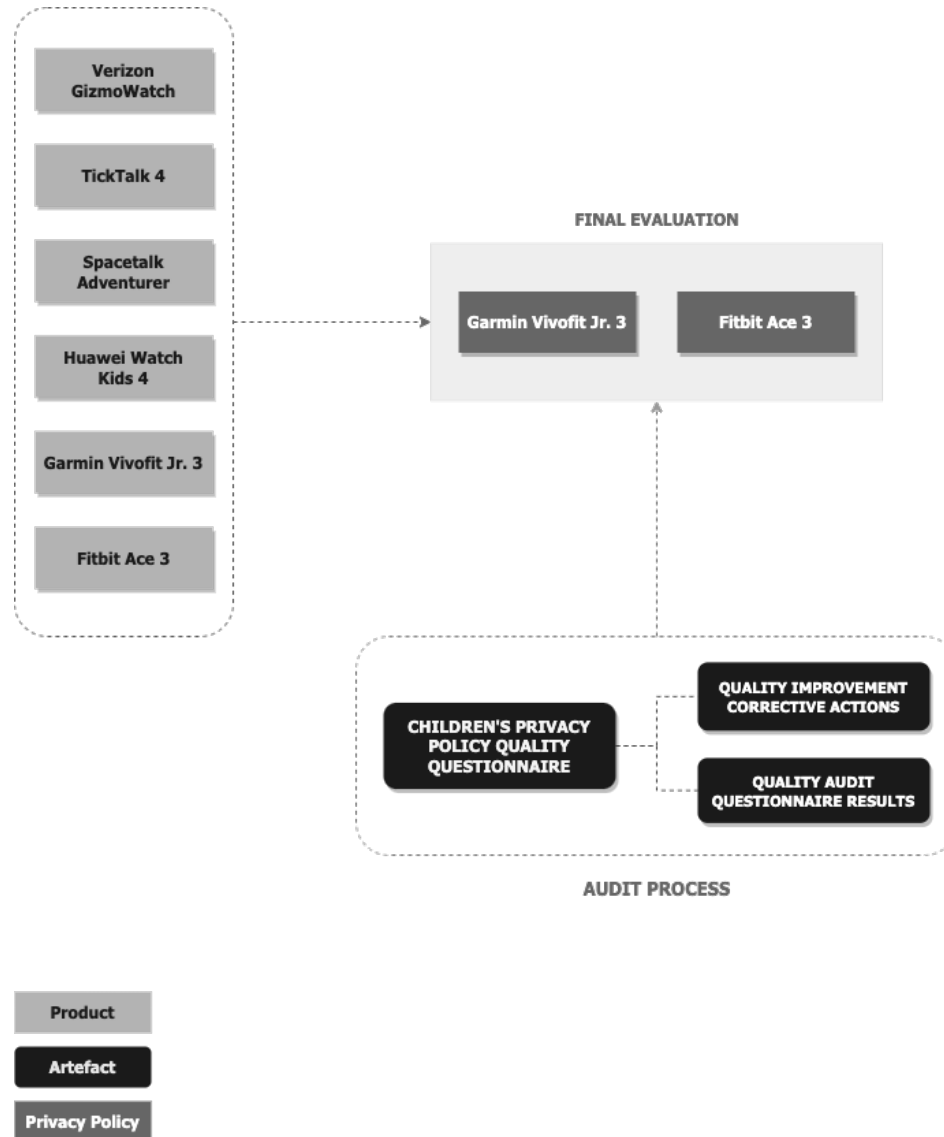 Verizon
GizmoWatch
TickTalk 4
Spacetalk
Adventurer
Huawei Watch
Kids 4
Garmin Vivofit Jr. 3
Fitbit Ace 3
FINAL EVALUATION
Garmin Vivofit Jr. 3
Fitbit Ace 3
CHILDREN'S PRIVACY
POLICY QUALITY
QUESTIONNAIRE
QUALITY IMPROVEMENT
CORRECTIVE ACTIONS
QUALITY AUDIT
QUESTIONNAIRE RESULTS
AUDIT PROCESS
Product
Artefact
Privacy Policy